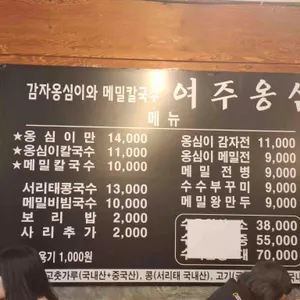 감자옹심이와 메밀칼국수 여주옹
메뉴
★옹심이만 14,000
★옹심이칼국수 11,000
★메밀칼국수 10,000
서리태콩국수 13,000
메밀비빔국수 10,000
보리밥 2,000
사리추가 2,000
옹심이 감자전 11,000
옹심이 메밀전 9,000
메밀전병 9,000
수수부꾸미 9,000
메밀왕만두 9,000
소 38,000
중 55,000
대 70,000
용기 1,000원
고춧가루(국내산+중국산), 콩(서리태 국내산), 고기